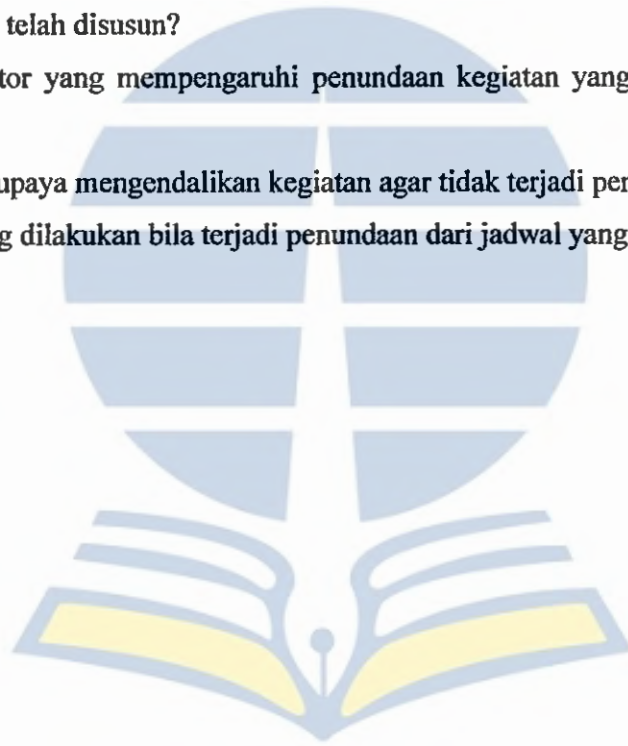 telah disusun?
tor yang mempengaruhi penundaan kegiatan yang
upaya mengendalikan kegiatan agar tidak terjadi per
g dilakukan bila terjadi penundaan dari jadwal yang